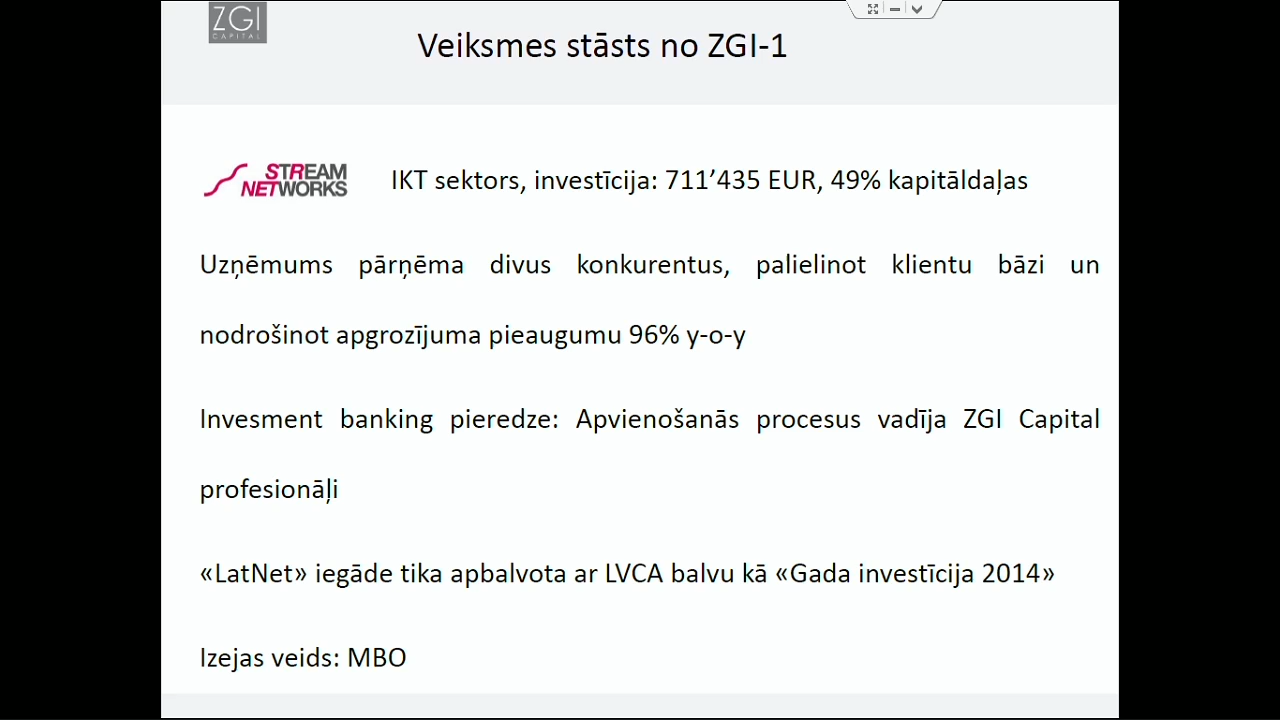 ZGI
CAPITAL
Veiksmes stāsts no ZGI-1
STREAM
NETWORKS
IKT sektors, investīcija: 711’435 EUR, 49% kapitāldaļas
Uzņēmums pārņēma divus konkurentus, palielinot klientu bāzi un
nodrošinot apgrozījuma pieaugumu 96% y-o-y
Invesment banking pieredze: Apvienošanās procesus vadīja ZGI Capital
profesionāļi
«LatNet» iegāde tika apbalvota ar LVCA balvu kā «Gada investīcija 2014»
Izejas veids: MBO